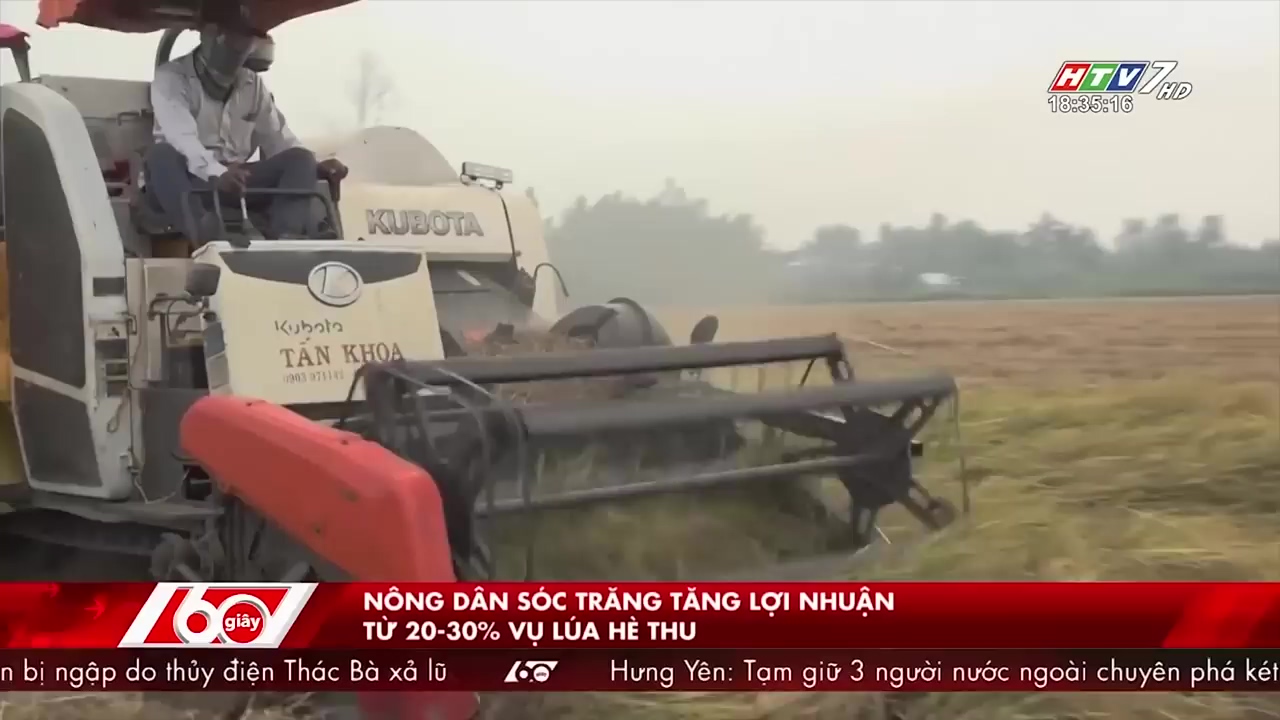 HTV7 HD
18:35:16
KUBOTA
Kubota
TẤN KHOA
60 giây
NÔNG DÂN SÓC TRĂNG TĂNG LỢI NHUẬN
TỪ 20-30% VỤ LÚA HÈ THU
n bị ngập do thủy điện Thác Bà xả lũ
60 giây
Hưng Yên: Tạm giữ 3 người nước ngoài chuyên phá két